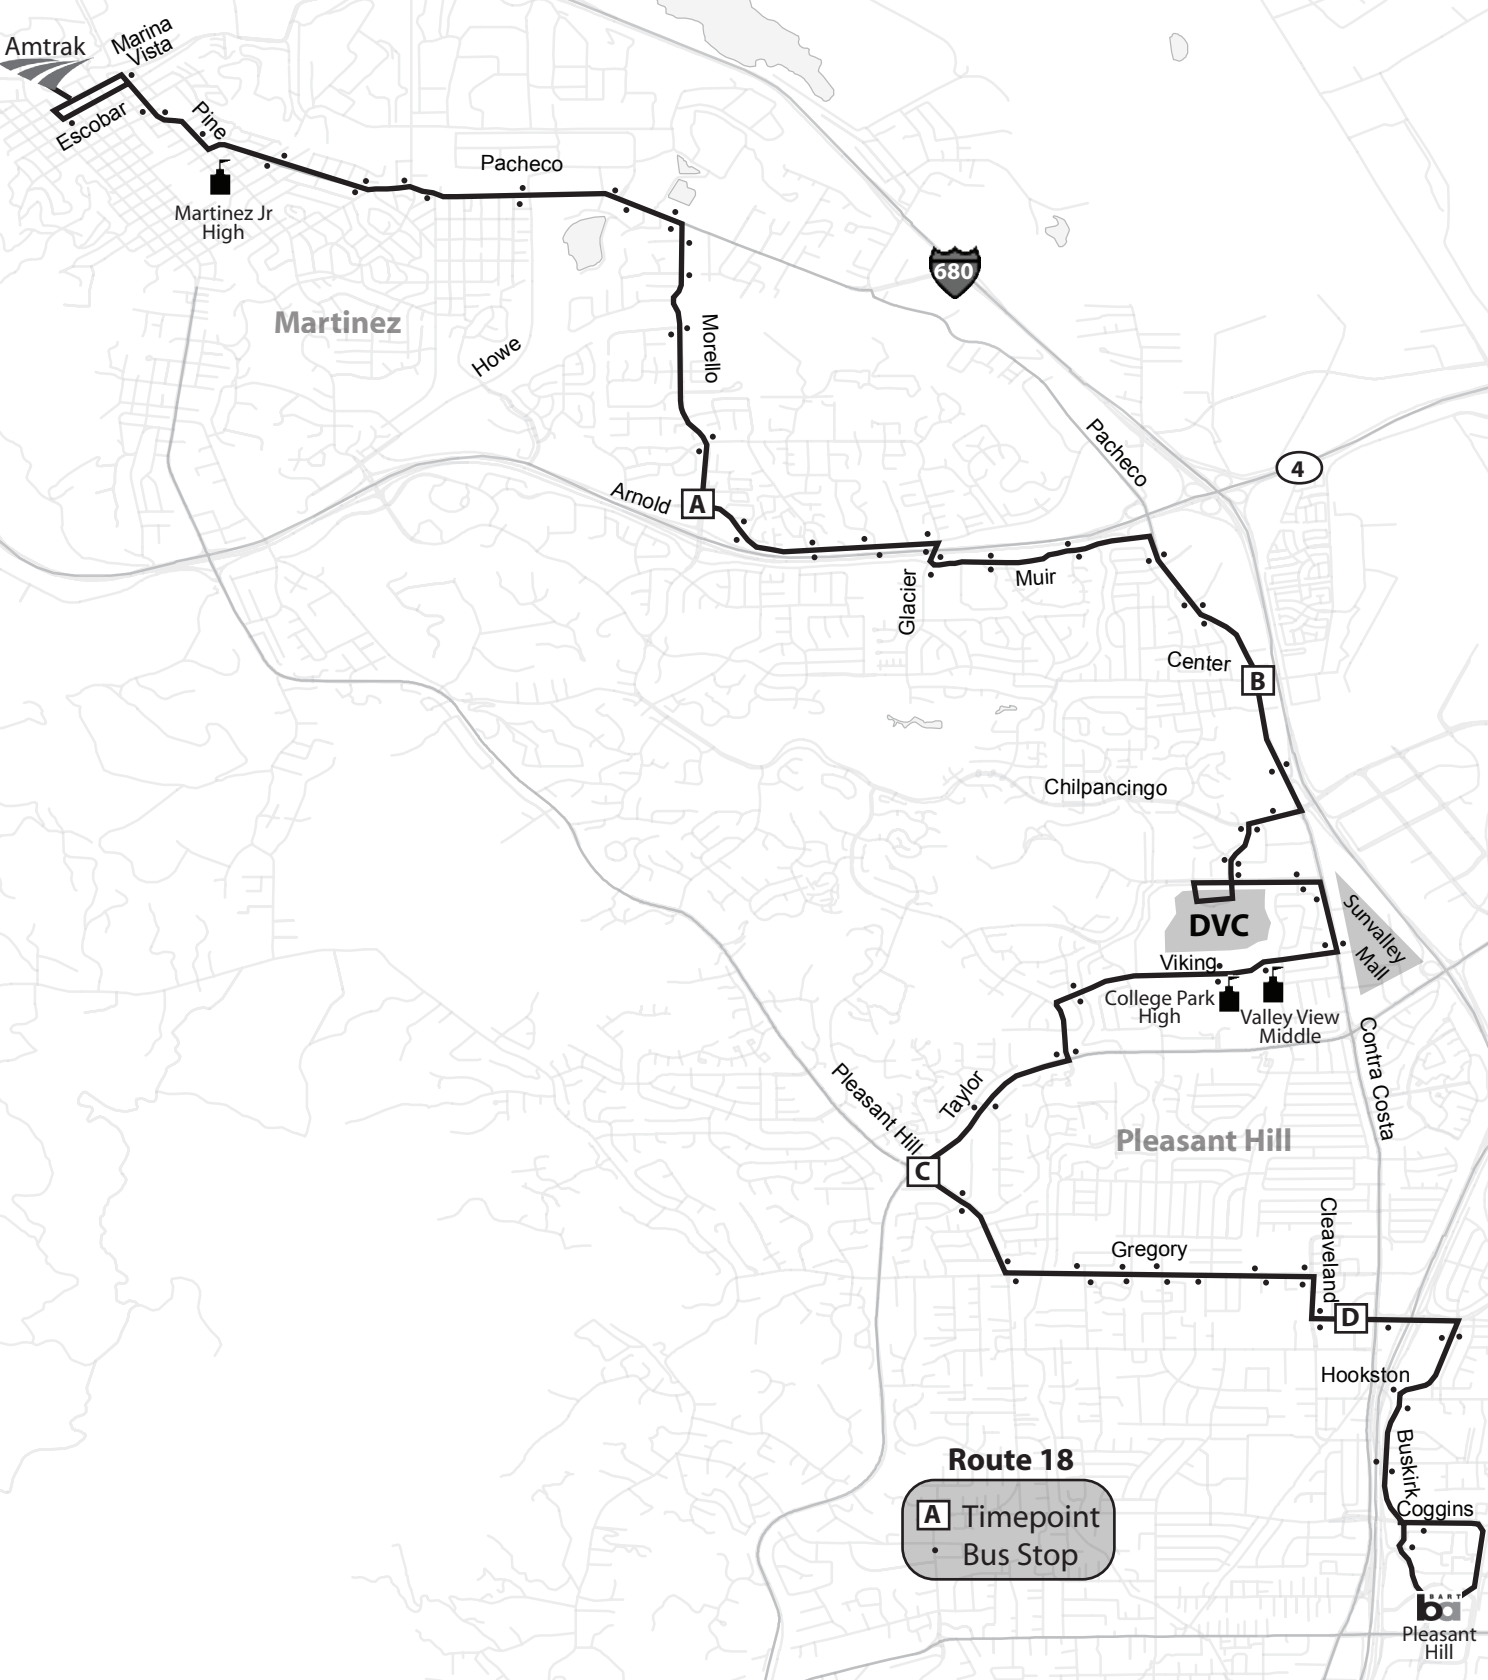 Amtrak
Marina
Vista
Escobar
Pine
Martinez Jr
High
Pacheco
680
Martinez
Howe
Morello
Pacheco
4
Arnold
A
Glacier
Muir
Center
B
Chilpancingo
DVC
Sunvalley
Mall
Viking
College Park
High
Valley View
Middle
Contra Costa
Pleasant Hill
Taylor
C
Pleasant Hill
Cleaveland
Gregory
D
Hookston
Buskirk
Coggins
Route 18
A Timepoint
Bus Stop
BART
ba
Pleasant
Hill